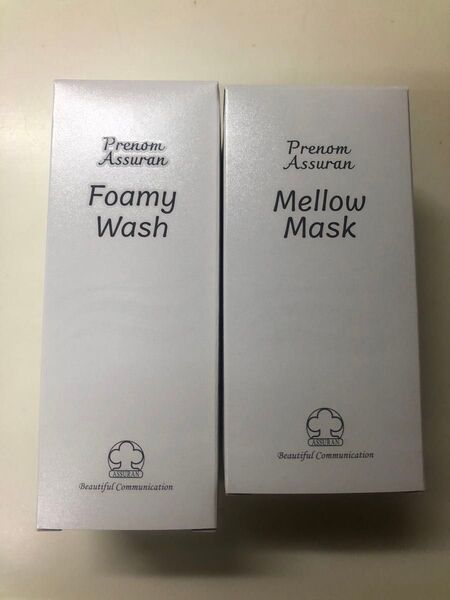 Prenom
Assuran
Foamy
Wash
ASSURAN
Beautiful Communication
Prenom
Assuran
Mellow
Mask
ASSURAN
Beautiful Communication